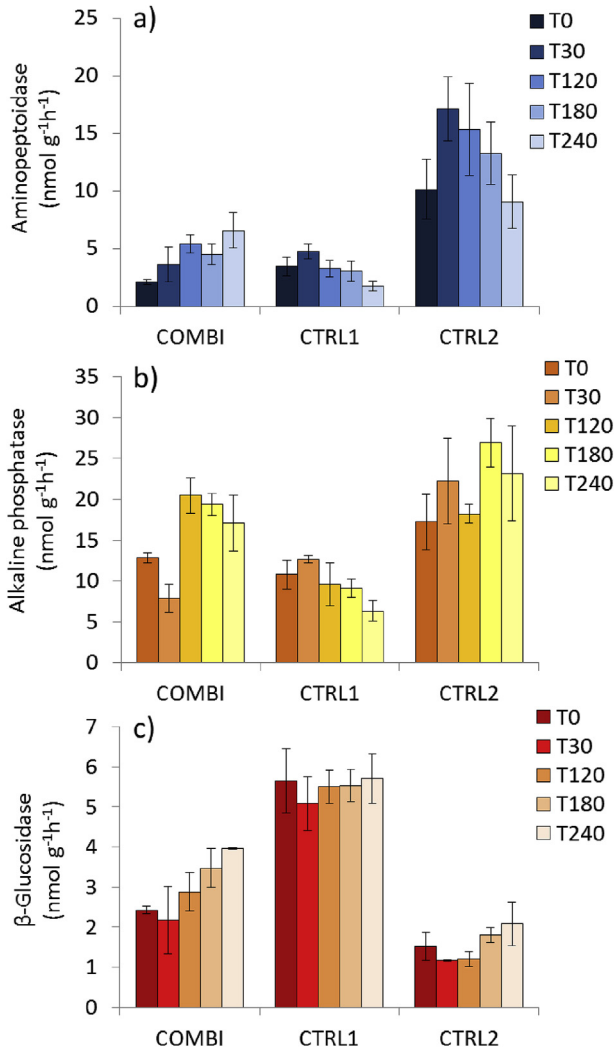 a)
Aminopeptoidase
(nmol g⁻¹h⁻¹)
25
20
15
10
5
0
T0
T30
T120
T180
T240
COMBI CTRL1 CTRL2
b)
Alkaline phosphatase
(nmol g⁻¹h⁻¹)
35
30
25
20
15
10
5
0
T0
T30
T120
T180
T240
COMBI CTRL1 CTRL2
c)
β-Glucosidase
(nmol g⁻¹h⁻¹)
7
6
5
4
3
2
1
0
T0
T30
T120
T180
T240
COMBI CTRL1 CTRL2